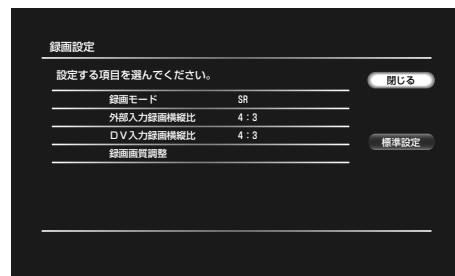 録画設定
設定する項目を選んでください。
閉じる
録画モード SR
外部入力録画横縦比 4:3
DV入力録画横縦比 4:3
標準設定
録画画質調整